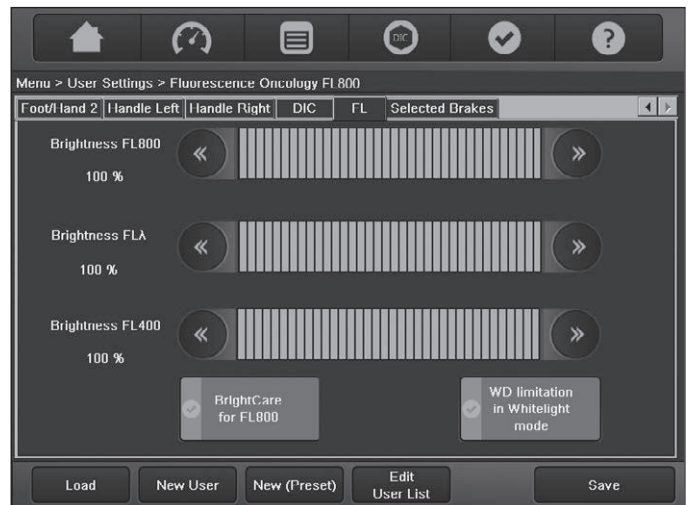 DIC
?
Menu > User Settings > Fluorescence Oncology FL800
Foot/Hand 2 Handle Left Handle Right DIC FL Selected Brakes
Brightness FL800
100 %
Brightness FLλ
100 %
Brightness FL400
100 %
BrightCare
for FL800
WD limitation
in Whitelight
mode
Load New User New (Preset) Edit
User List Save